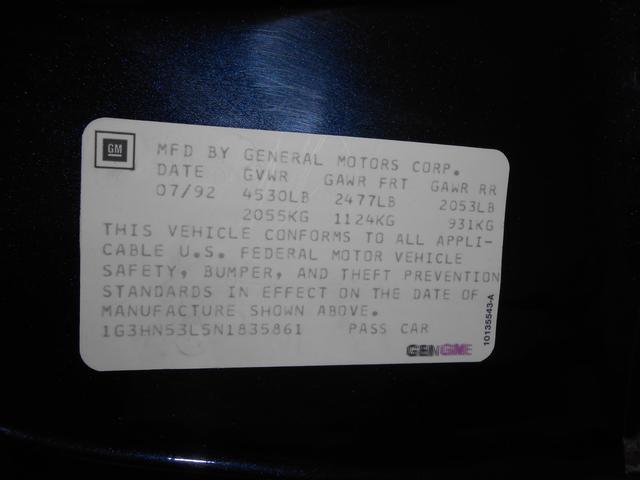 GM
MFD BY GENERAL MOTORS CORP.
DATE GVWR GAWR FRT GAWR RR
07/92 4530LB 2477LB 2053LB
2055KG 1124KG 931KG
THIS VEHICLE CONFORMS TO ALL APPLI-
CABLE U.S. FEDERAL MOTOR VEHICLE
SAFETY, BUMPER, AND THEFT PREVENTION
STANDARDS IN EFFECT ON THE DATE OF
MANUFACTURE SHOWN ABOVE.
1G3HN53L5N1835861 PASS CAR
10135543-A